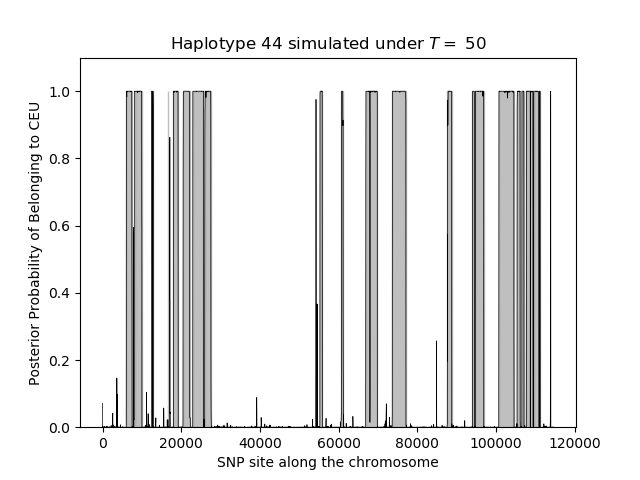 Haplotype 44 simulated under T = 50
Posterior Probability of Belonging to CEU
1.0
0.8
0.6
0.4
0.2
0.0
0 20000 40000 60000 80000 100000 120000
SNP site along the chromosome